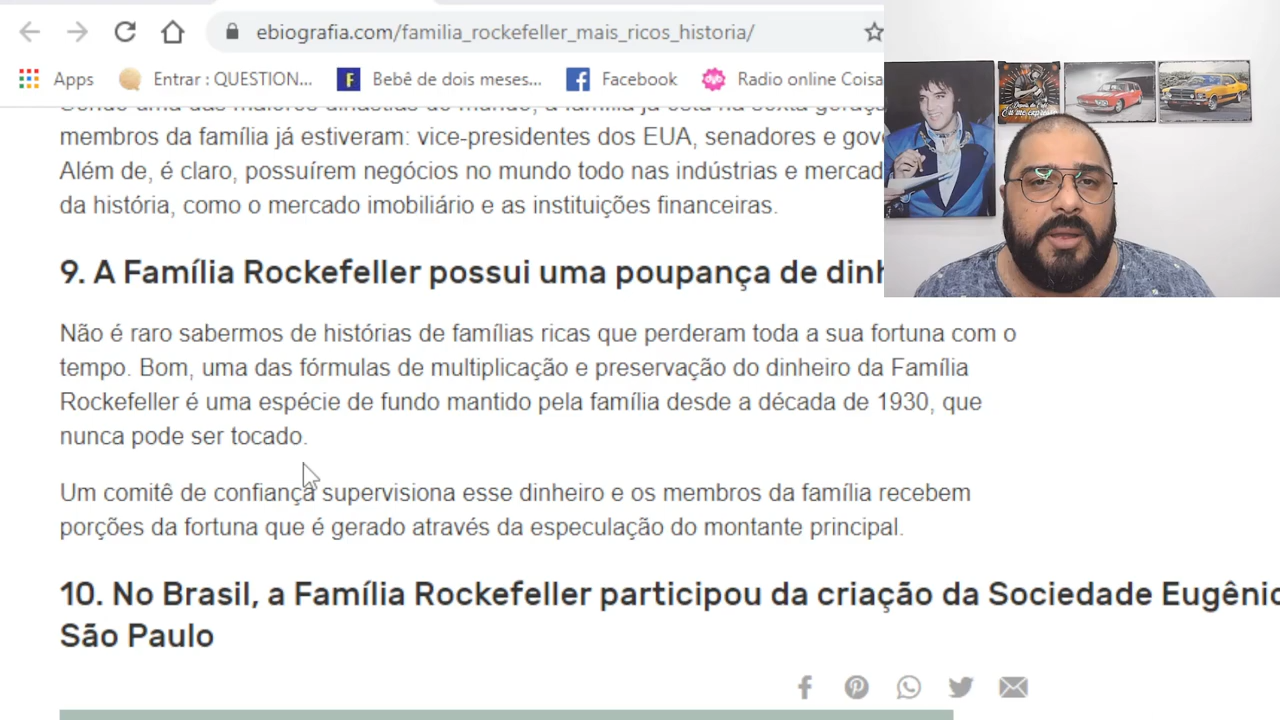 ebiografia.com/familia_rockefeller_mais_ricos_historia/
Apps
Entrar : QUESTION...
Bebê de dois meses...
Facebook
Radio online Coisa
membros da família já estiveram: vice-presidentes dos EUA, senadores e gov
Além de, é claro, possuírem negócios no mundo todo nas indústrias e mercad
da história, como o mercado imobiliário e as instituições financeiras.
9. A Família Rockefeller possui uma poupança de dinh
Não é raro sabermos de histórias de famílias ricas que perderam toda a sua fortuna com o
tempo. Bom, uma das fórmulas de multiplicação e preservação do dinheiro da Família
Rockefeller é uma espécie de fundo mantido pela família desde a década de 1930, que
nunca pode ser tocado.
Um comitê de confiança supervisiona esse dinheiro e os membros da família recebem
porções da fortuna que é gerado através da especulação do montante principal.
10. No Brasil, a Família Rockefeller participou da criação da Sociedade Eugênic
São Paulo